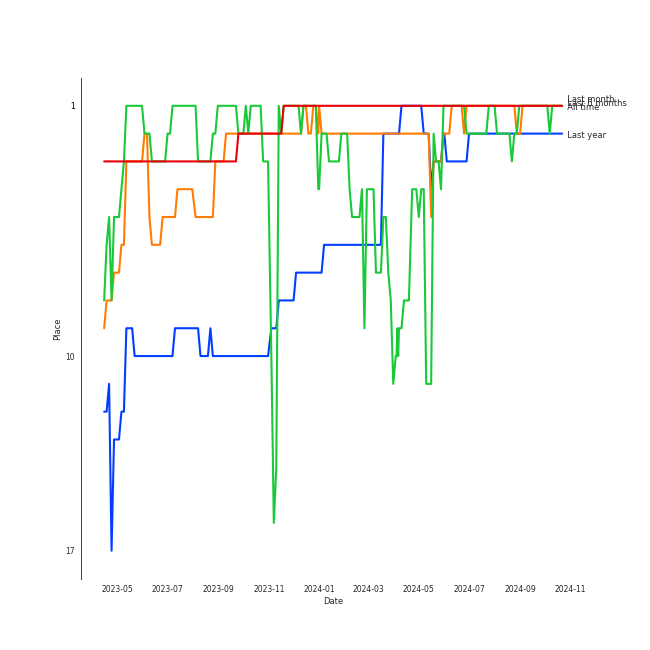 Last month
Last 6 months
All time
Last year
1
10
17
Place
2023-05
2023-07
2023-09
2023-11
2024-01
2024-03
2024-05
2024-07
2024-09
2024-11
Date